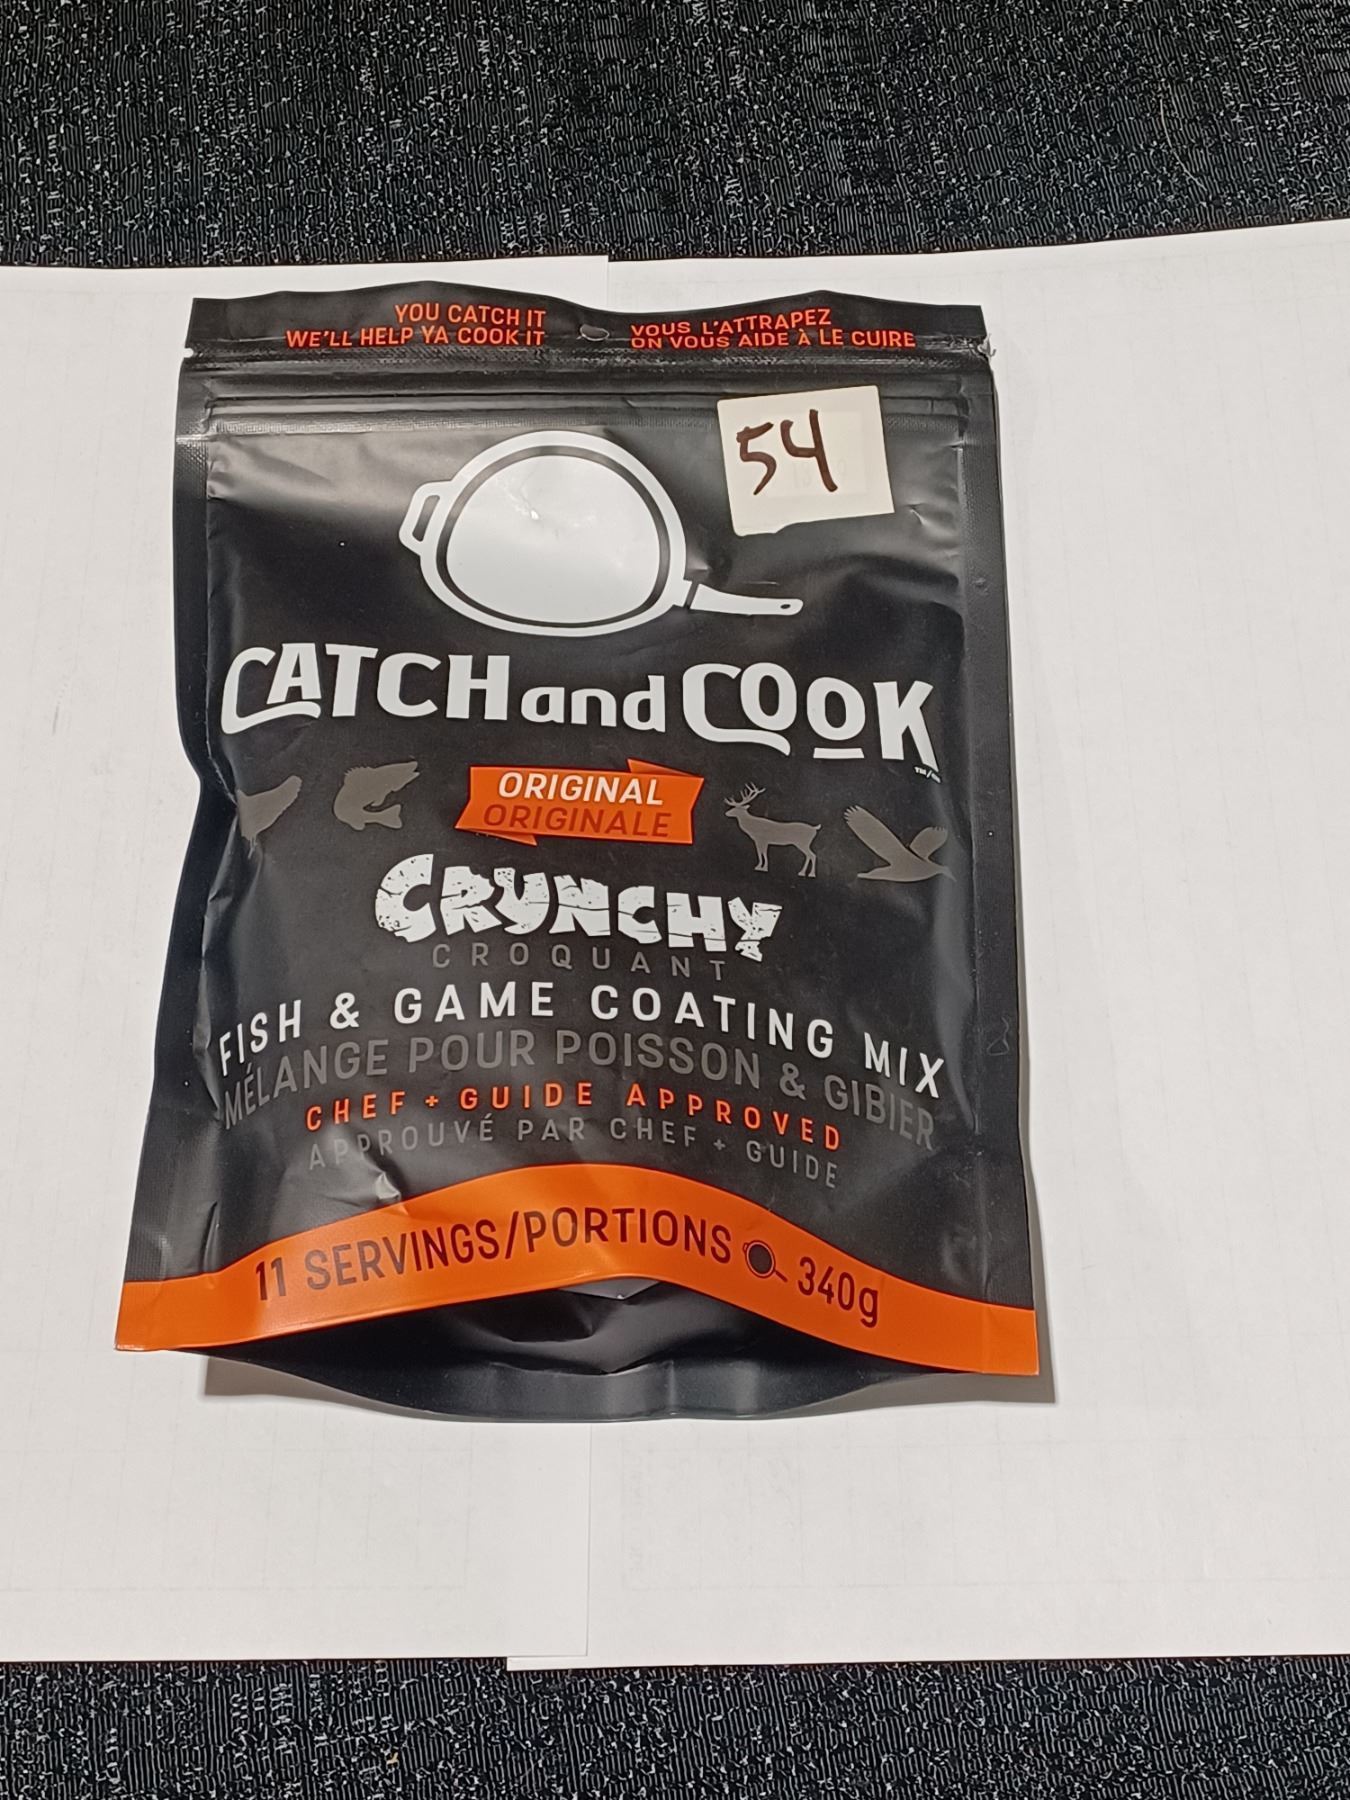 YOU CATCH IT
WE'LL HELP YA COOK IT
VOUS L'ATTRAPEZ
ON VOUS AIDE À LE CUIRE
54
CATCH and COOK
ORIGINAL
ORIGINALE
CRUNCHY
CROQUANT
FISH & GAME COATING MIX
MÉLANGE POUR POISSON & GIBIER
CHEF + GUIDE APPROVED
APPROUVÉ PAR CHEF + GUIDE
11 SERVINGS/PORTIONS 340g